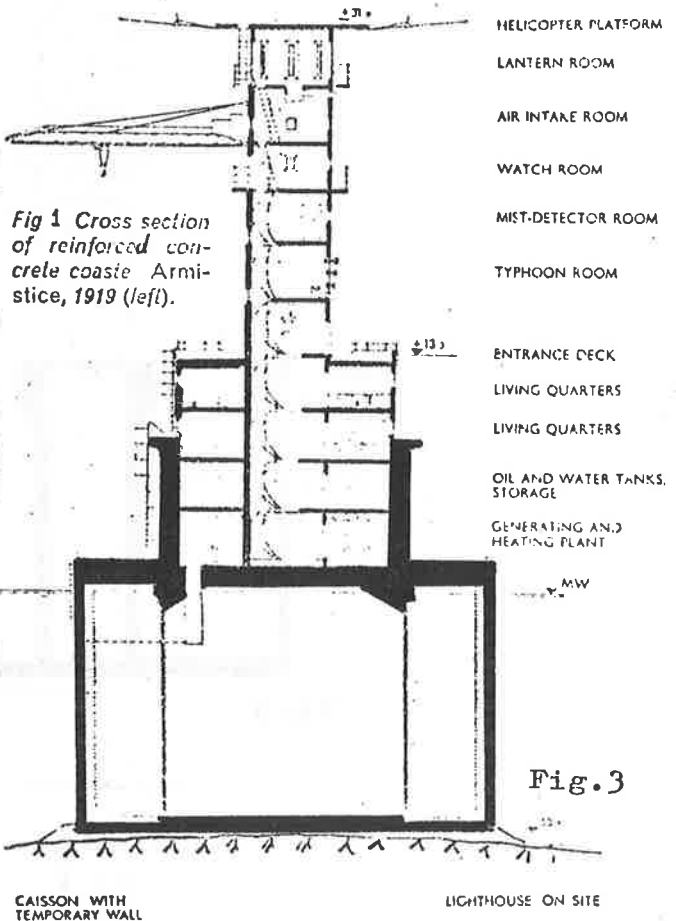 HELICOPTER PLATFORM
LANTERN ROOM
AIR INTAKE ROOM
WATCH ROOM
Fig 1 Cross section
of reinforced con-
crete coaste Armi-
stice, 1919 (left).
MIST-DETECTOR ROOM
TYPHOON ROOM
ENTRANCE DECK
LIVING QUARTERS
LIVING QUARTERS
OIL AND WATER TANKS,
STORAGE
GENERATING AND
HEATING PLANT
MW
Fig.3
CAISSON WITH
TEMPORARY WALL
LIGHTHOUSE ON SITE